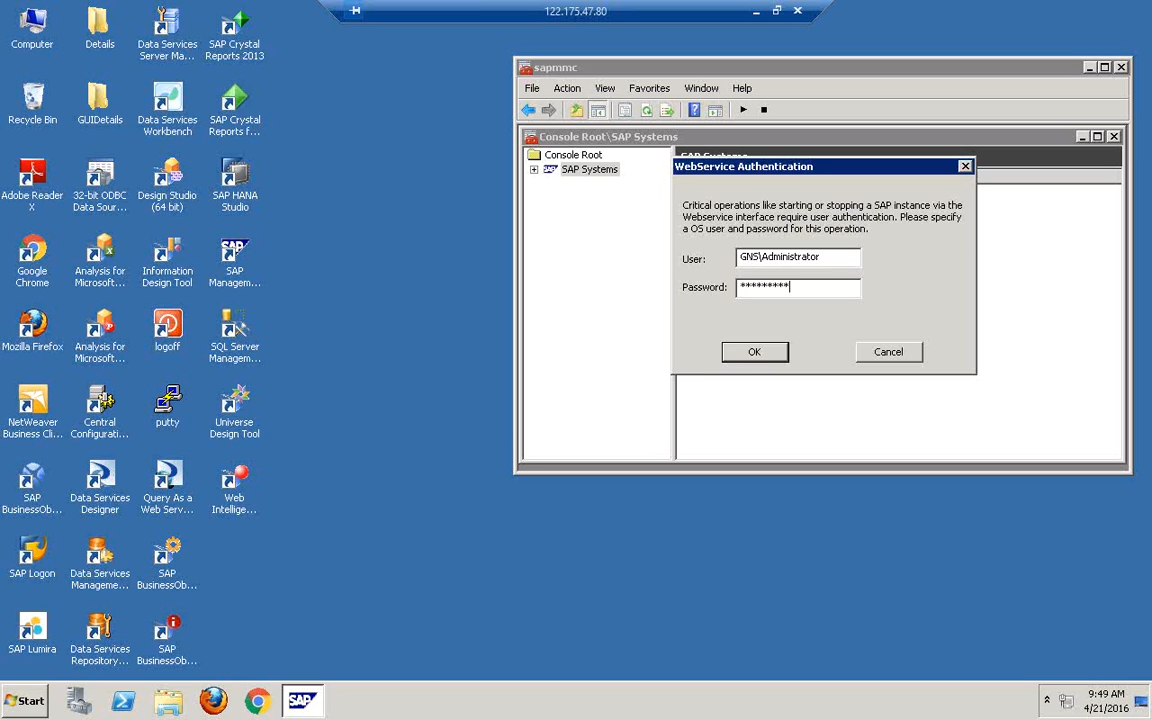 122.175.47.80
Computer
Details
Data Services
Server Ma...
SAP Crystal
Reports 2013
Recycle Bin
GUIDetails
Data Services
Workbench
SAP Crystal
Reports f...
Adobe Reader
X
32-bit ODBC
Data Sour...
Design Studio
(64 bit)
SAP HANA
Studio
Google
Chrome
Analysis for
Microsoft...
Information
Design Tool
SAP
Managem...
Mozilla Firefox
Analysis for
Microsoft...
logoff
SQL Server
Managem...
NetWeaver
Business Cli...
Central
Configurati...
putty
Universe
Design Tool
SAP
BusinessOb...
Data Services
Designer
Query As a
Web Serv...
Web
Intellige...
SAP Logon
Data Services
Manageme...
SAP
BusinessOb...
SAP Lumira
Data Services
Repository...
SAP
BusinessOb...
sapmmc
File Action View Favorites Window Help
Console Root\SAP Systems
Console Root
SAP Systems
SAP Systems
WebService Authentication
Critical operations like starting or stopping a SAP instance via the
Webservice interface require user authentication. Please specify
a OS user and password for this operation.
User: GNS\Administrator
Password: *********
OK Cancel
Start
SAP
9:49 AM
4/21/2016